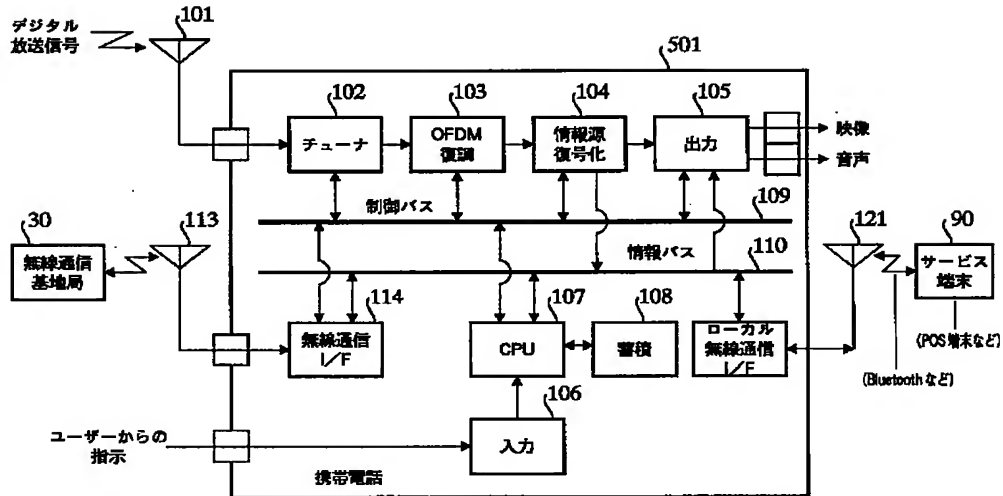 デジタル
放送信号
101
501
102
チューナ
103
OFDM
復調
104
情報源
復号化
105
出力
映像
音声
制御バス
109
30
無線通信
基地局
113
情報バス
110
121
90
サービス
端末
(POS端末など)
(Bluetoothなど)
114
無線通信
I/F
107
CPU
108
蓄積
ローカル
無線通信
I/F
106
入力
ユーザーからの
指示
携帯電話